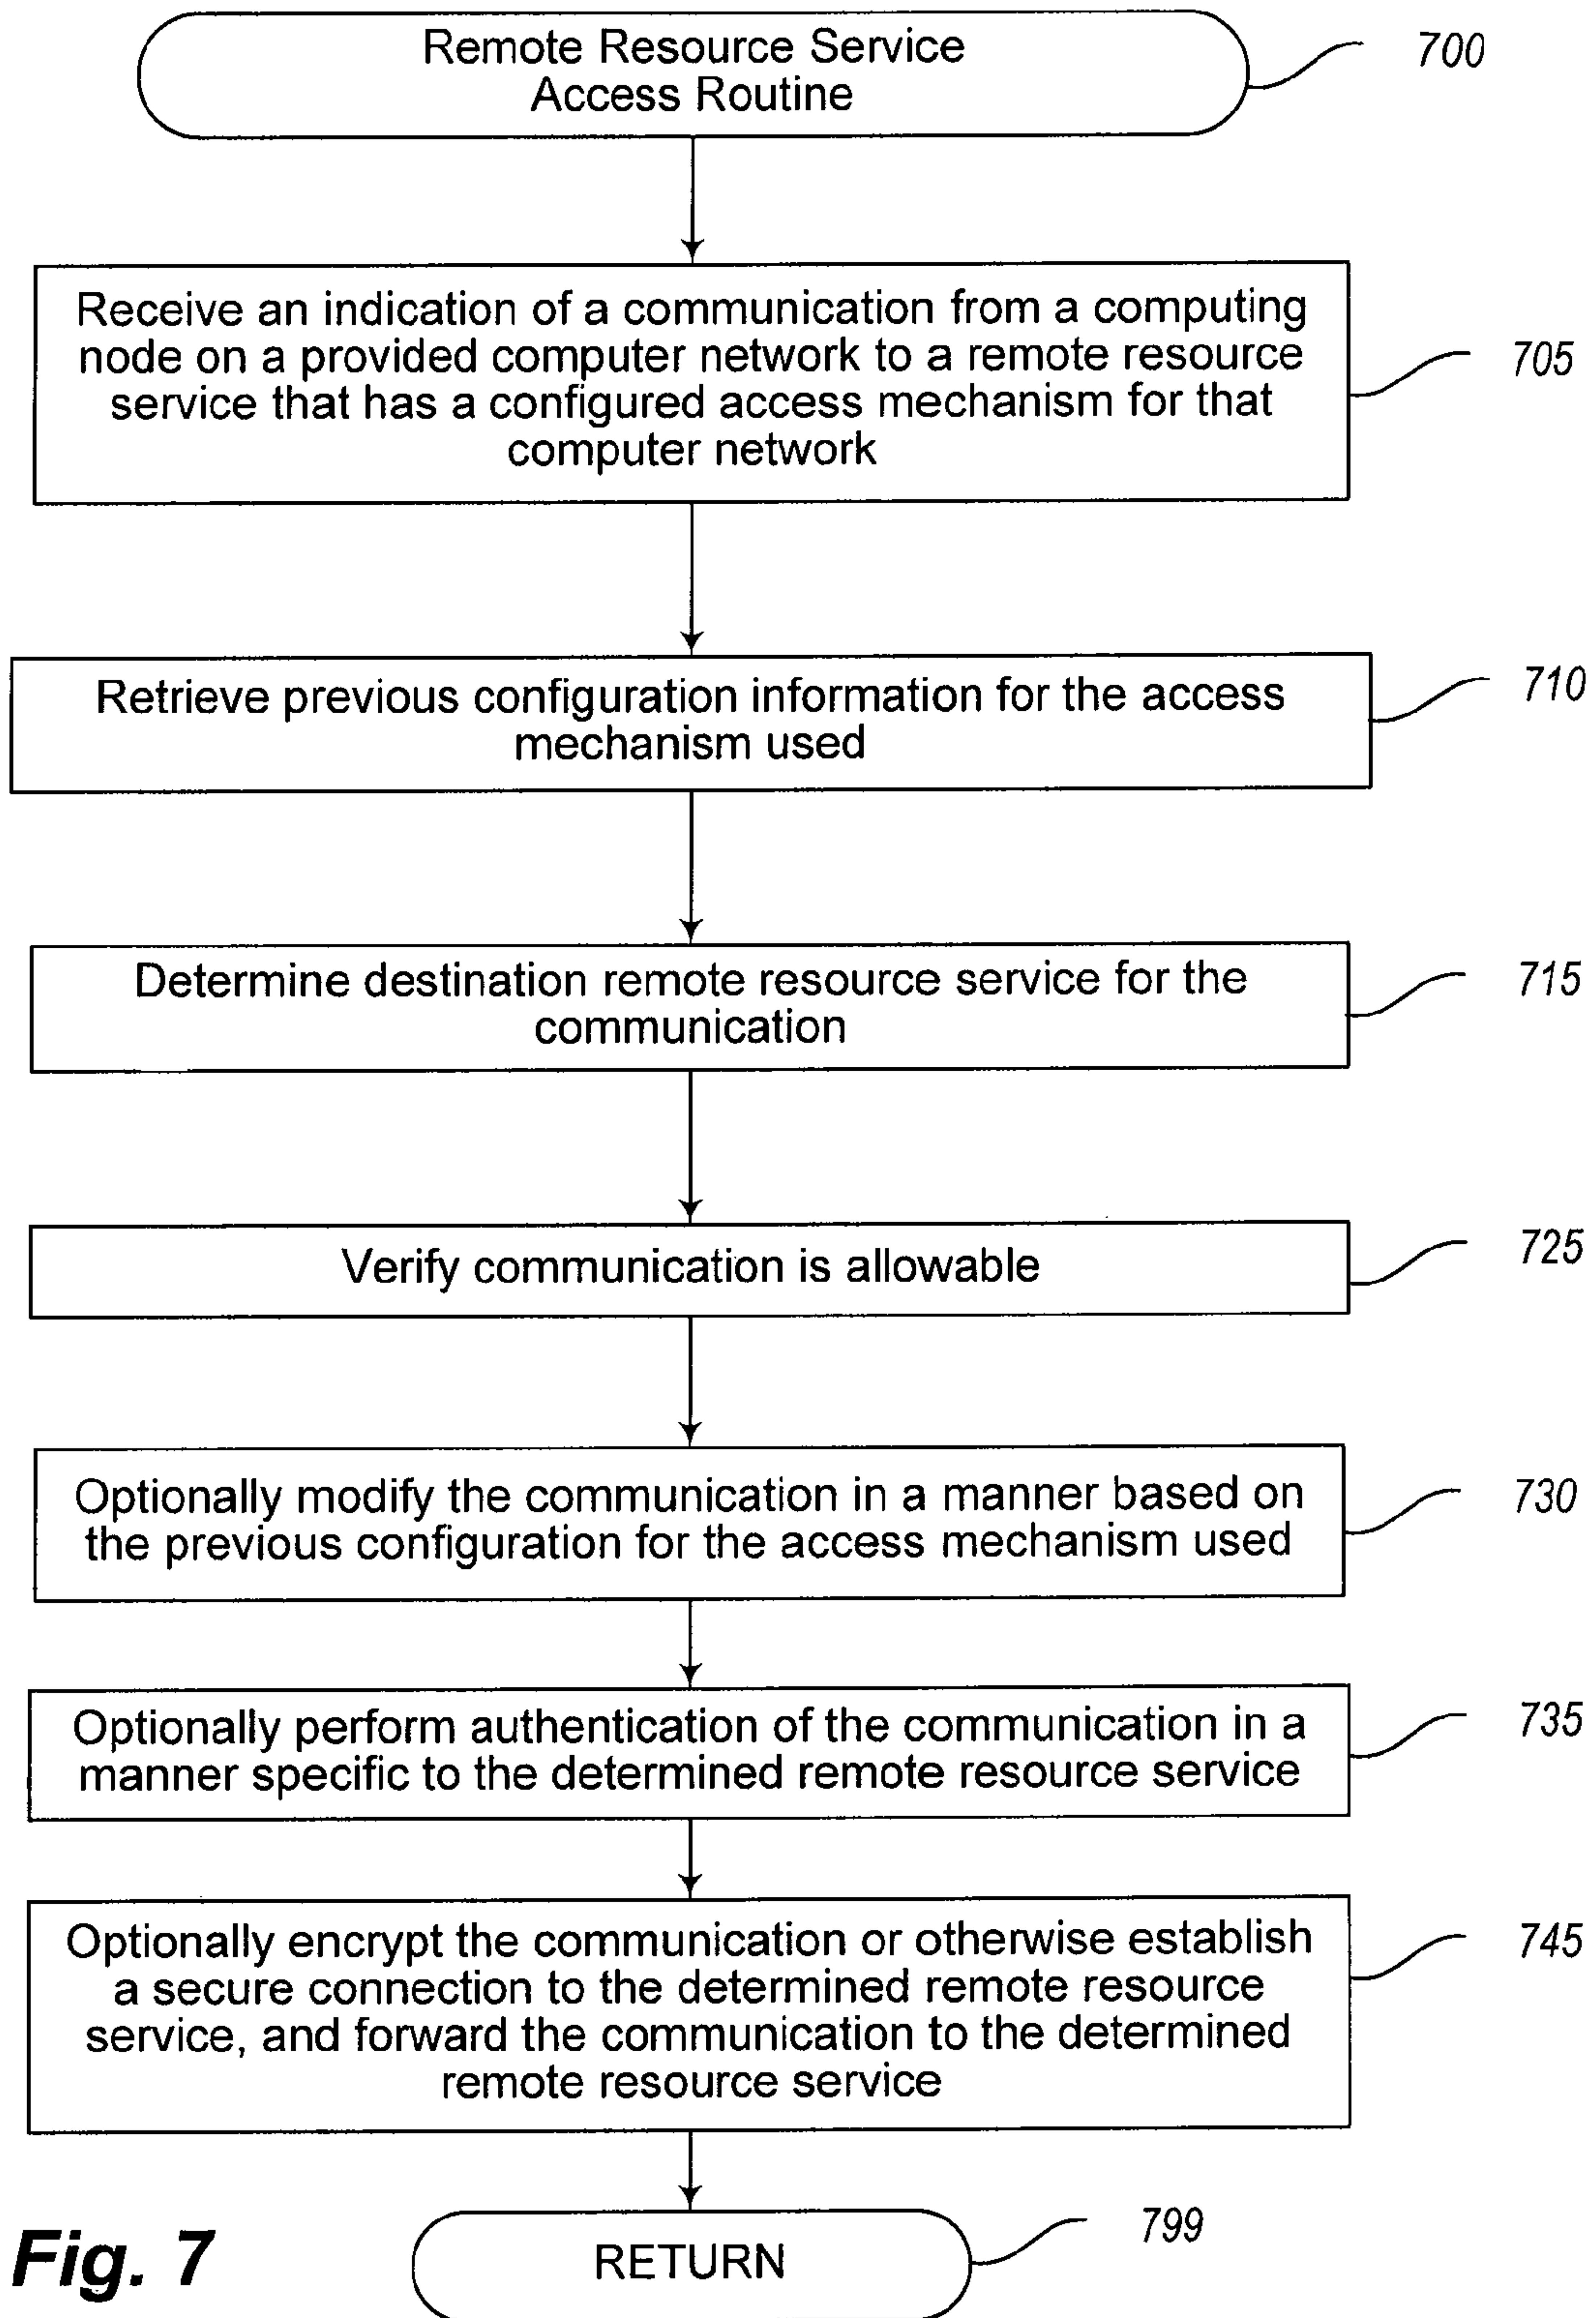 Remote Resource Service
Access Routine
700
Receive an indication of a communication from a computing
node on a provided computer network to a remote resource
service that has a configured access mechanism for that
computer network
705
Retrieve previous configuration information for the access
mechanism used
710
Determine destination remote resource service for the
communication
715
Verify communication is allowable
725
Optionally modify the communication in a manner based on
the previous configuration for the access mechanism used
730
Optionally perform authentication of the communication in a
manner specific to the determined remote resource service
735
Optionally encrypt the communication or otherwise establish
a secure connection to the determined remote resource
service, and forward the communication to the determined
remote resource service
745
RETURN
799
Fig. 7